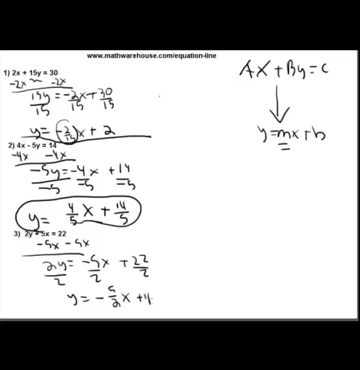 www.mathwarehouse.com/equation-line
1) 2x + 15y = 30
-2x    -2x
15y/15 = -2x/15 + 30/15
y = (-2/15)x + 2
2) 4x - 5y = 14
-4x    -4x
-5y/-5 = -4x/-5 + 14/-5
y = 4/5 x + 14/5
3) 2y + 5x = 22
-5x -5x
2y/2 = -5x/2 + 22/2
y = -5/2 x + 
AX + By = C
y = mx + b